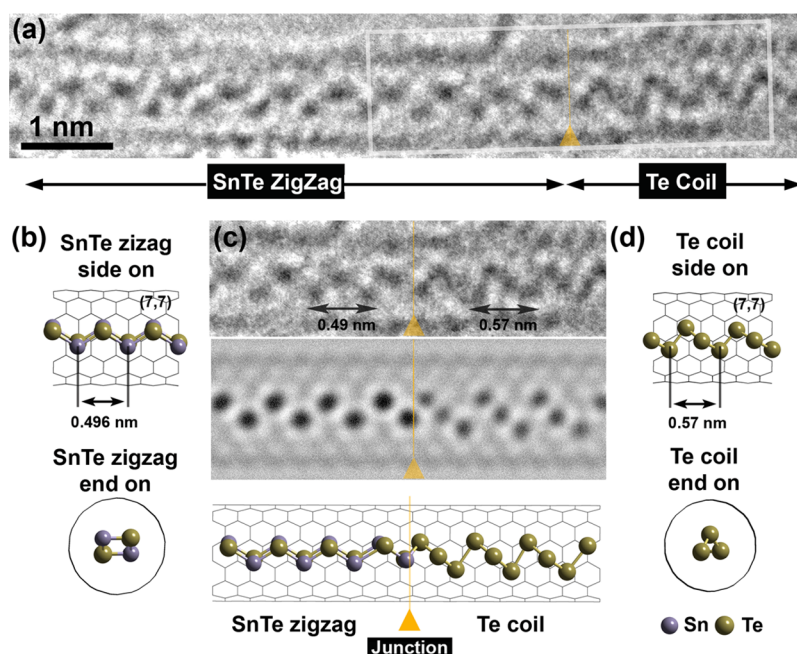 (a)
1 nm
SnTe ZigZag
Te Coil
(b)
SnTe zizag
side on
(7,7)
0.496 nm
SnTe zigzag
end on
(c)
0.49 nm
0.57 nm
SnTe zigzag
Te coil
Junction
(d)
Te coil
side on
(7,7)
0.57 nm
Te coil
end on
Sn
Te